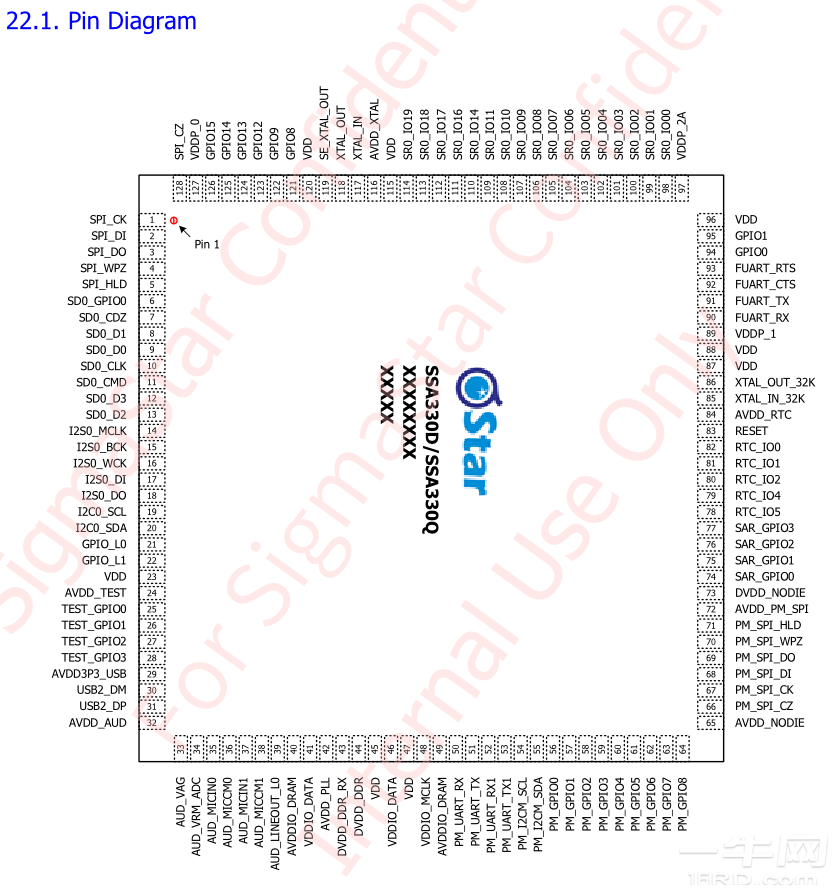 22.1. Pin Diagram
SPI_CZ
VDDP_0
GPIO15
GPIO14
GPIO13
GPIO12
GPIO9
GPIO8
VDD
SE_XTAL_OUT
XTAL_OUT
XTAL_IN
AVDD_XTAL
VDD
SR0_IO19
SR0_IO18
SR0_IO17
SR0_IO16
SR0_IO14
SR0_IO11
SR0_IO10
SR0_IO09
SR0_IO08
SR0_IO07
SR0_IO06
SR0_IO05
SR0_IO04
SR0_IO03
SR0_IO02
SR0_IO01
SR0_IO00
VDDP_2A
128 127 126 125 124 123 122 121 120 119 118 117 116 115 114 113 112 111 110 109 108 107 106 105 104 103 102 101 100 99 98 97
SPI_CK 1
SPI_DI 2
SPI_DO 3
SPI_WPZ 4
SPI_HLD 5
SD0_GPIO0 6
SD0_CDZ 7
SD0_D1 8
SD0_D0 9
SD0_CLK 10
SD0_CMD 11
SD0_D3 12
SD0_D2 13
I2S0_MCLK 14
I2S0_BCK 15
I2S0_WCK 16
I2S0_DI 17
I2S0_DO 18
I2C0_SCL 19
I2C0_SDA 20
GPIO_L0 21
GPIO_L1 22
VDD 23
AVDD_TEST 24
TEST_GPIO0 25
TEST_GPIO1 26
TEST_GPIO2 27
TEST_GPIO3 28
AVDD3P3_USB 29
USB2_DM 30
USB2_DP 31
AVDD_AUD 32
Pin 1
Star
SSA330D/SSA330Q
XXXXXXXX
XXXXX
96 VDD
95 GPIO1
94 GPIO0
93 FUART_RTS
92 FUART_CTS
91 FUART_TX
90 FUART_RX
89 VDDP_1
88 VDD
87 VDD
86 XTAL_OUT_32K
85 XTAL_IN_32K
84 AVDD_RTC
83 RESET
82 RTC_IO0
81 RTC_IO1
80 RTC_IO2
79 RTC_IO4
78 RTC_IO5
77 SAR_GPIO3
76 SAR_GPIO2
75 SAR_GPIO1
74 SAR_GPIO0
73 DVDD_NODIE
72 AVDD_PM_SPI
71 PM_SPI_HLD
70 PM_SPI_WPZ
69 PM_SPI_DO
68 PM_SPI_DI
67 PM_SPI_CK
66 PM_SPI_CZ
65 AVDD_NODIE
33 34 35 36 37 38 39 40 41 42 43 44 45 46 47 48 49 50 51 52 53 54 55 56 57 58 59 60 61 62 63 64
AUD_VAG
AUD_VRM_ADC
AUD_MICIN0
AUD_MICCM0
AUD_MICIN1
AUD_MICCM1
AUD_LINEOUT_L0
AVDDIO_DRAM
VDDIO_DATA
AVDD_PLL
DVDD_DDR_RX
DVDD_DDR
VDD
VDDIO_DATA
VDD
VDDIO_MCLK
AVDDIO_DRAM
PM_UART_RX
PM_UART_TX
PM_UART_RX1
PM_UART_TX1
PM_I2CM_SCL
PM_I2CM_SDA
PM_GPIO0
PM_GPIO1
PM_GPIO2
PM_GPIO3
PM_GPIO4
PM_GPIO5
PM_GPIO6
PM_GPIO7
PM_GPIO8
SigmaStar Confidential
For SigmaStar Confiden
Internal Use Only
一牛网